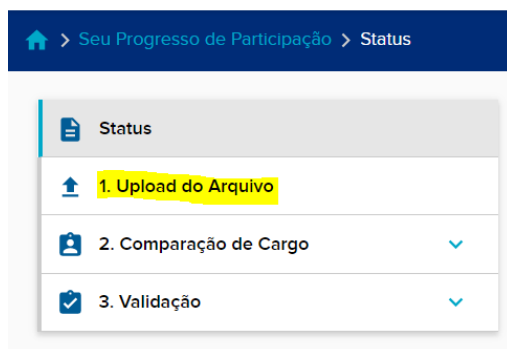 > Seu Progresso de Participação > Status
Status
1. Upload do Arquivo
2. Comparação de Cargo
3. Validação